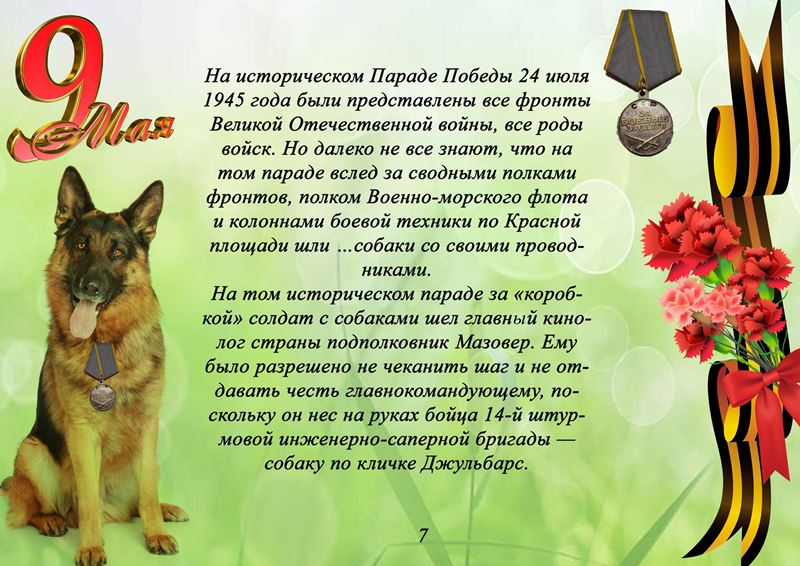 9 Мая
СССР
ЗА
БОЕВЫЕ
ЗАСЛУГИ
На историческом Параде Победы 24 июля
1945 года были представлены все фронты
Великой Отечественной войны, все роды
войск. Но далеко не все знают, что на
том параде вслед за сводными полками
фронтов, полком Военно-морского флота
и колоннами боевой техники по Красной
площади шли …собаки со своими провод-
никами.
На том историческом параде за «короб-
кой» солдат с собаками шел главный кино-
лог страны подполковник Мазовер. Ему
было разрешено не чеканить шаг и не от-
давать честь главнокомандующему, по-
скольку он нес на руках бойца 14-й штур-
мовой инженерно-саперной бригады —
собаку по кличке Джульбарс.
7